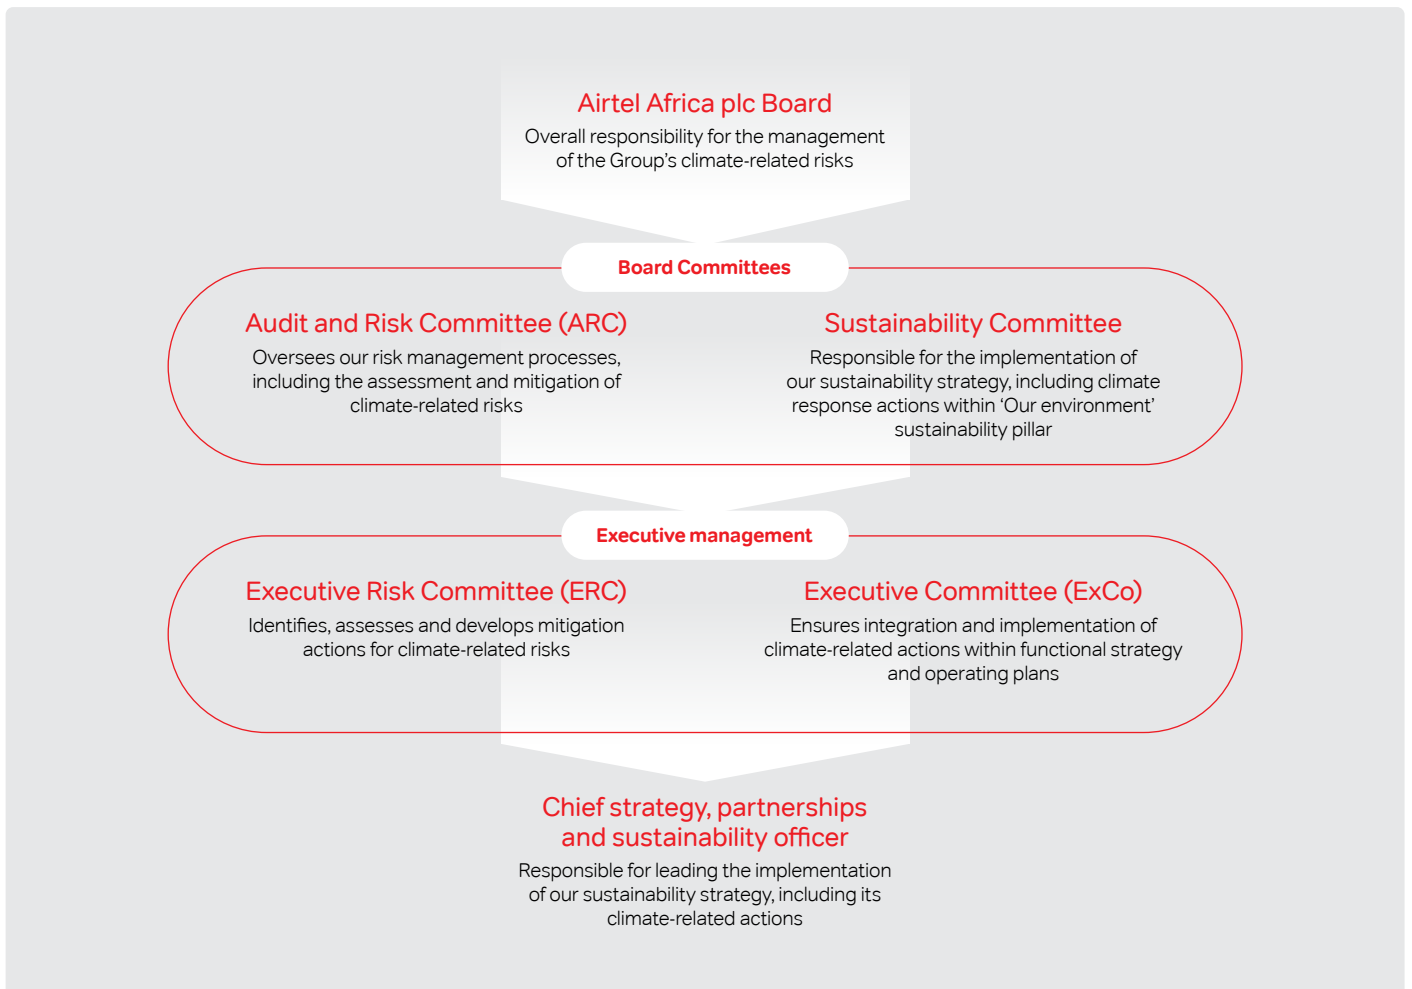 Airtel Africa plc Board
Overall responsibility for the management
of the Group’s climate-related risks
Board Committees
Audit and Risk Committee (ARC)
Oversees our risk management processes,
including the assessment and mitigation of
climate-related risks
Sustainability Committee
Responsible for the implementation of
our sustainability strategy, including climate
response actions within ‘Our environment’
sustainability pillar
Executive management
Executive Risk Committee (ERC)
Identifies, assesses and develops mitigation
actions for climate-related risks
Executive Committee (ExCo)
Ensures integration and implementation of
climate-related actions within functional strategy
and operating plans
Chief strategy, partnerships
and sustainability officer
Responsible for leading the implementation
of our sustainability strategy, including its
climate-related actions